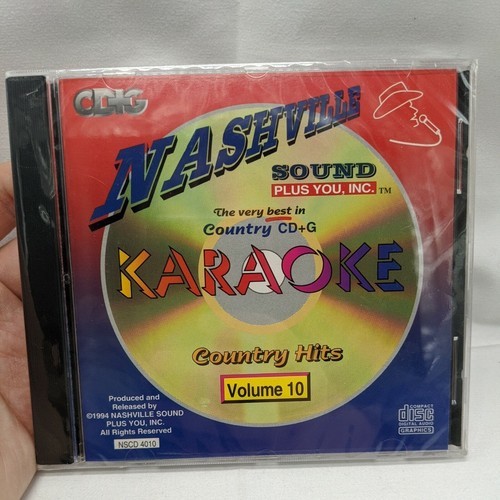 CD+G
NASHVILLE
SOUND
PLUS YOU, INC. TM
The very best in
Country CD+G
KARAOKE
Country Hits
Volume 10
Produced and
Released by
©1994 NASHVILLE SOUND
PLUS YOU, INC.
All Rights Reserved
NSCD 4010
COMPACT
disc
DIGITAL AUDIO
GRAPHICS